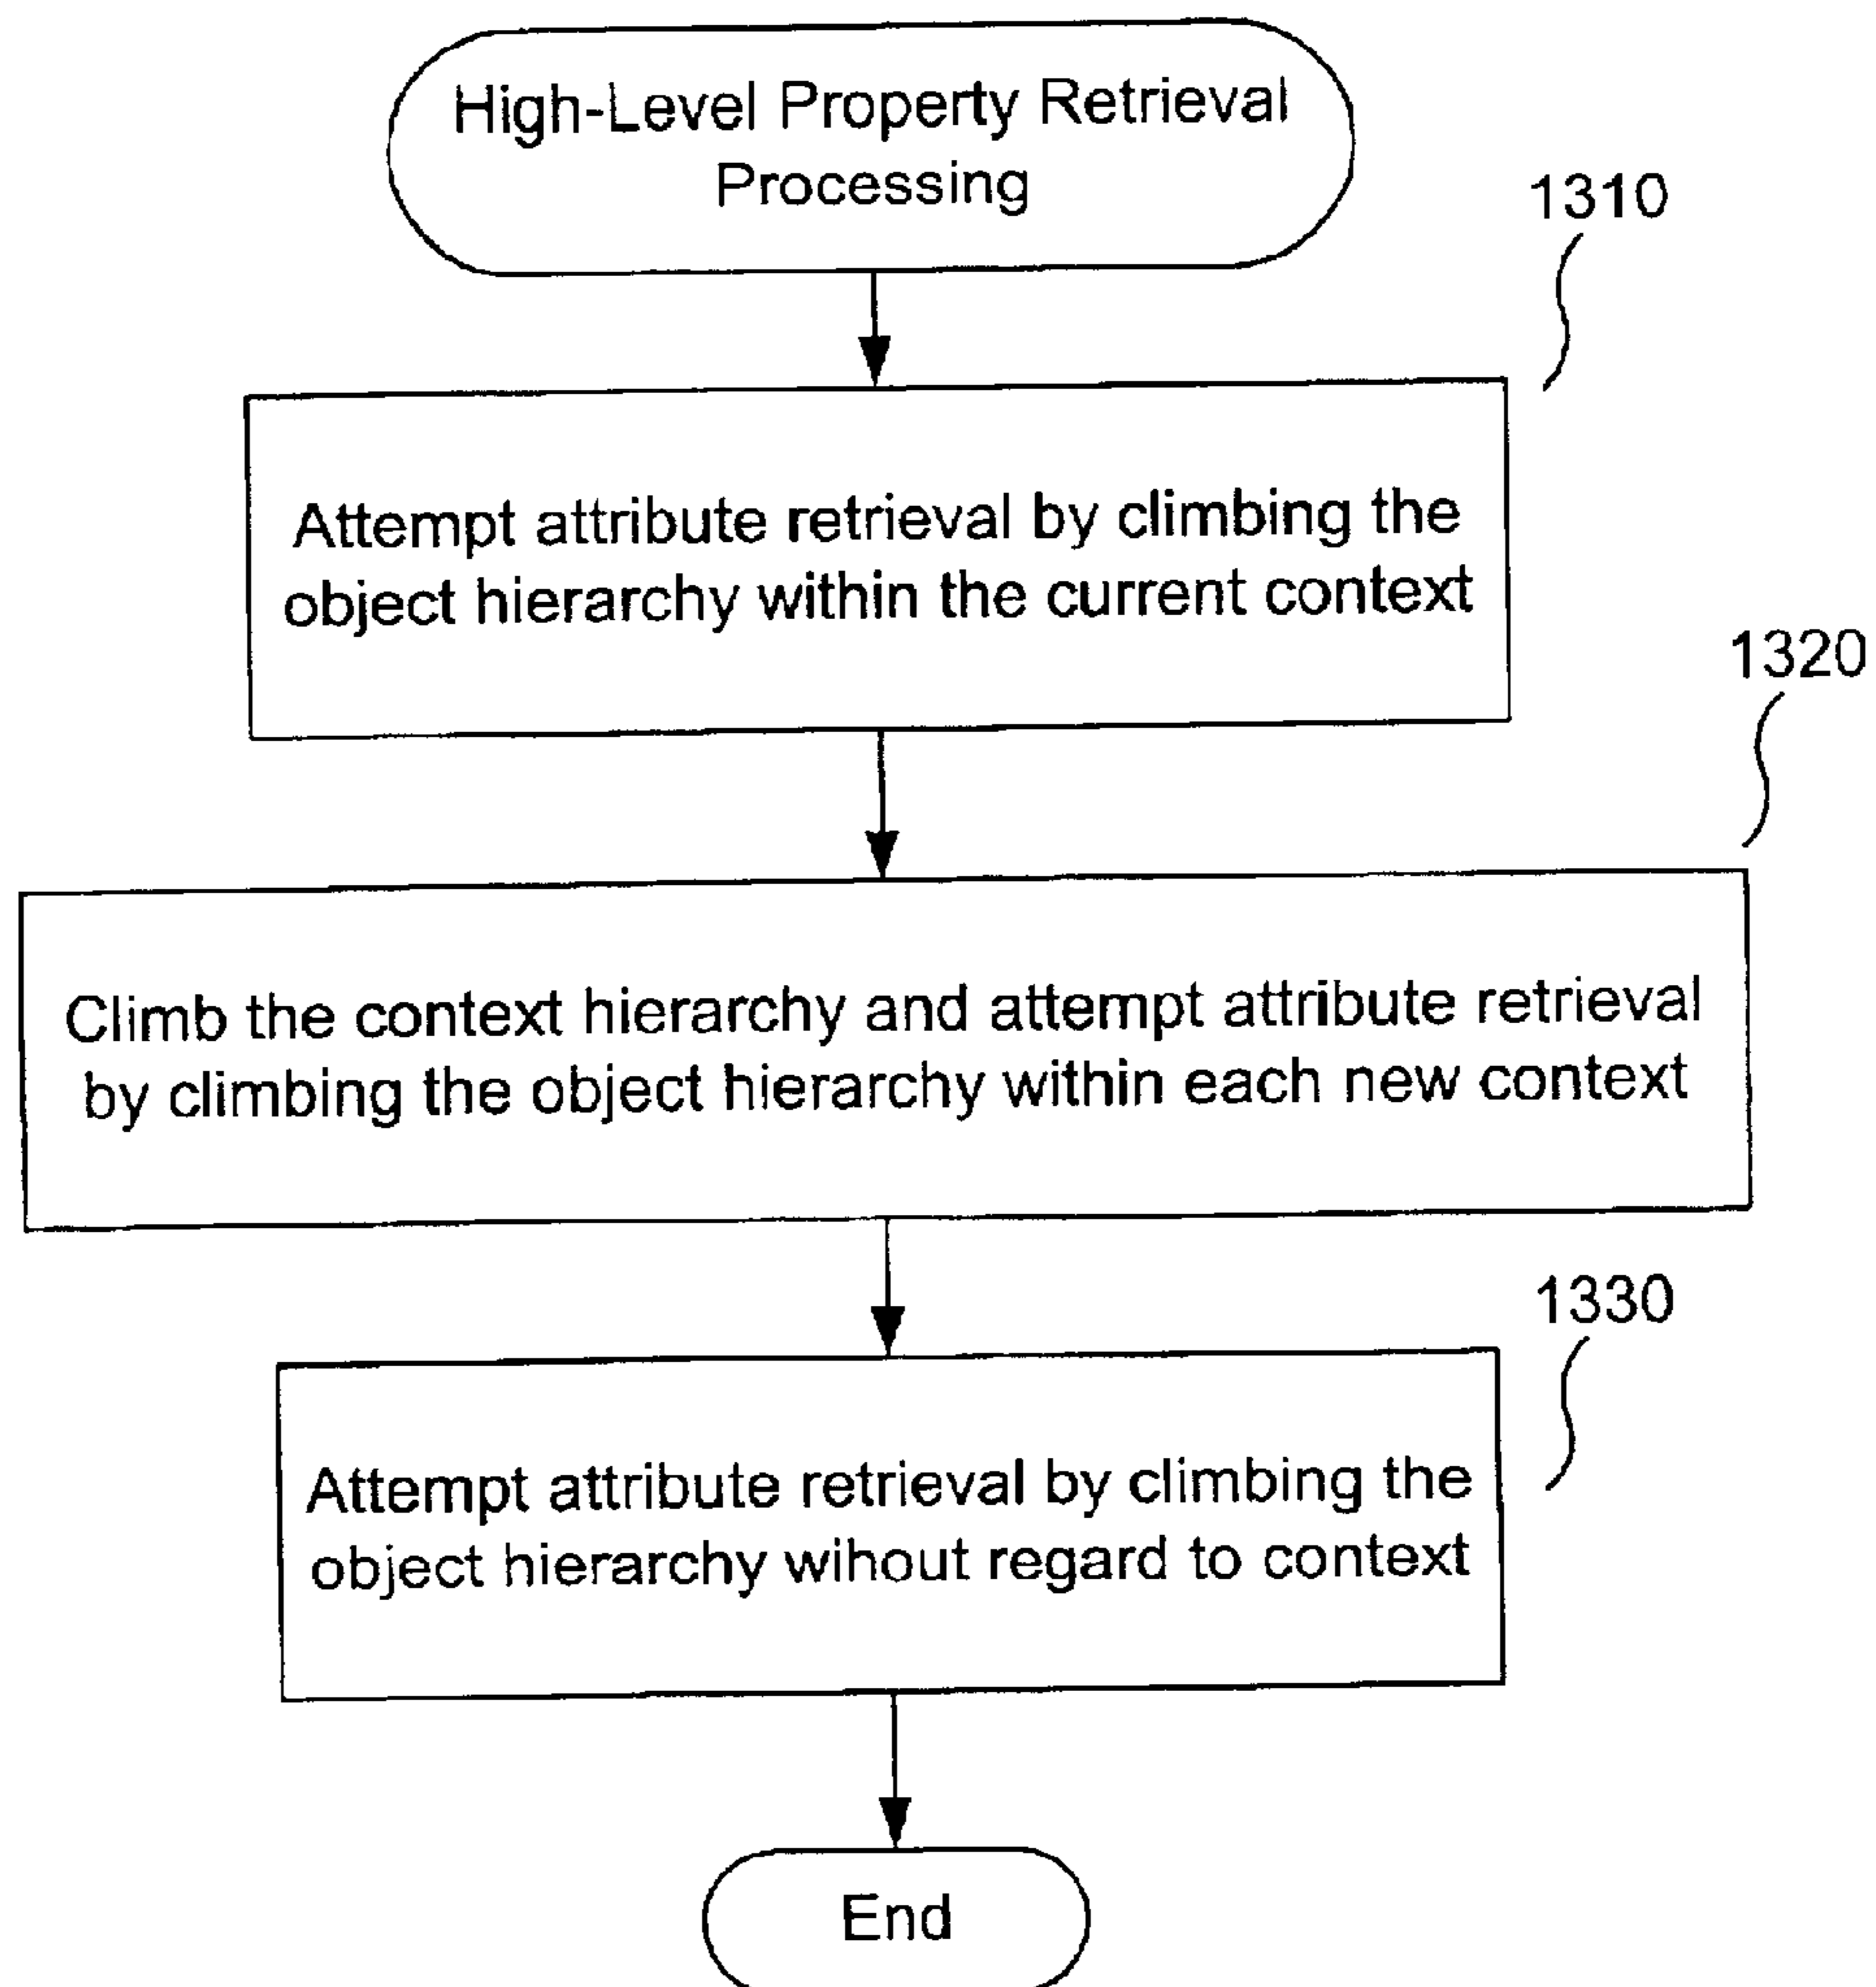 High-Level Property Retrieval
Processing
1310
Attempt attribute retrieval by climbing the
object hierarchy within the current context
1320
Climb the context hierarchy and attempt attribute retrieval
by climbing the object hierarchy within each new context
1330
Attempt attribute retrieval by climbing the
object hierarchy wihout regard to context
End